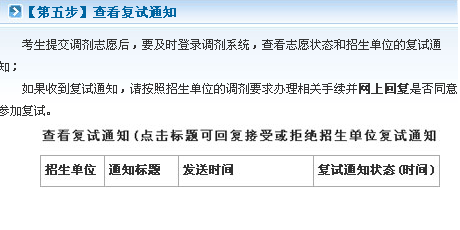 【第五步】查看复试通知
考生提交调剂志愿后，要及时登录调剂系统，查看志愿状态和招生单位的复试通
知；
如果收到复试通知，请按照招生单位的调剂要求办理相关手续并网上回复是否同意
参加复试。
查看复试通知(点击标题可回复接受或拒绝招生单位复试通知
招生单位 通知标题 发送时间 复试通知状态(时间)